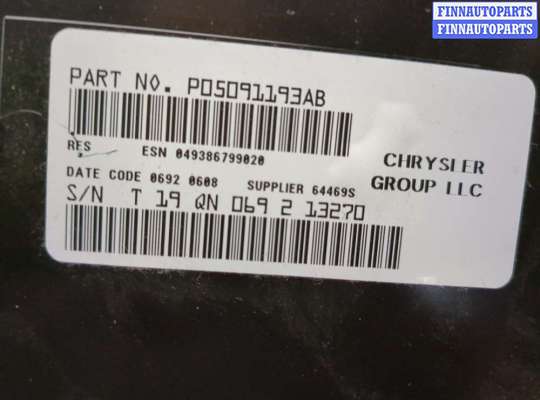 FINNAUTOPARTS
FINNAUTOPARTS
PART NO. P05091193AB
RES
ESN 049386799020
CHRYSLER
GROUP LLC
DATE CODE 0692 0608 SUPPLIER 64469S
S/N T 19 QN 069 2 13270